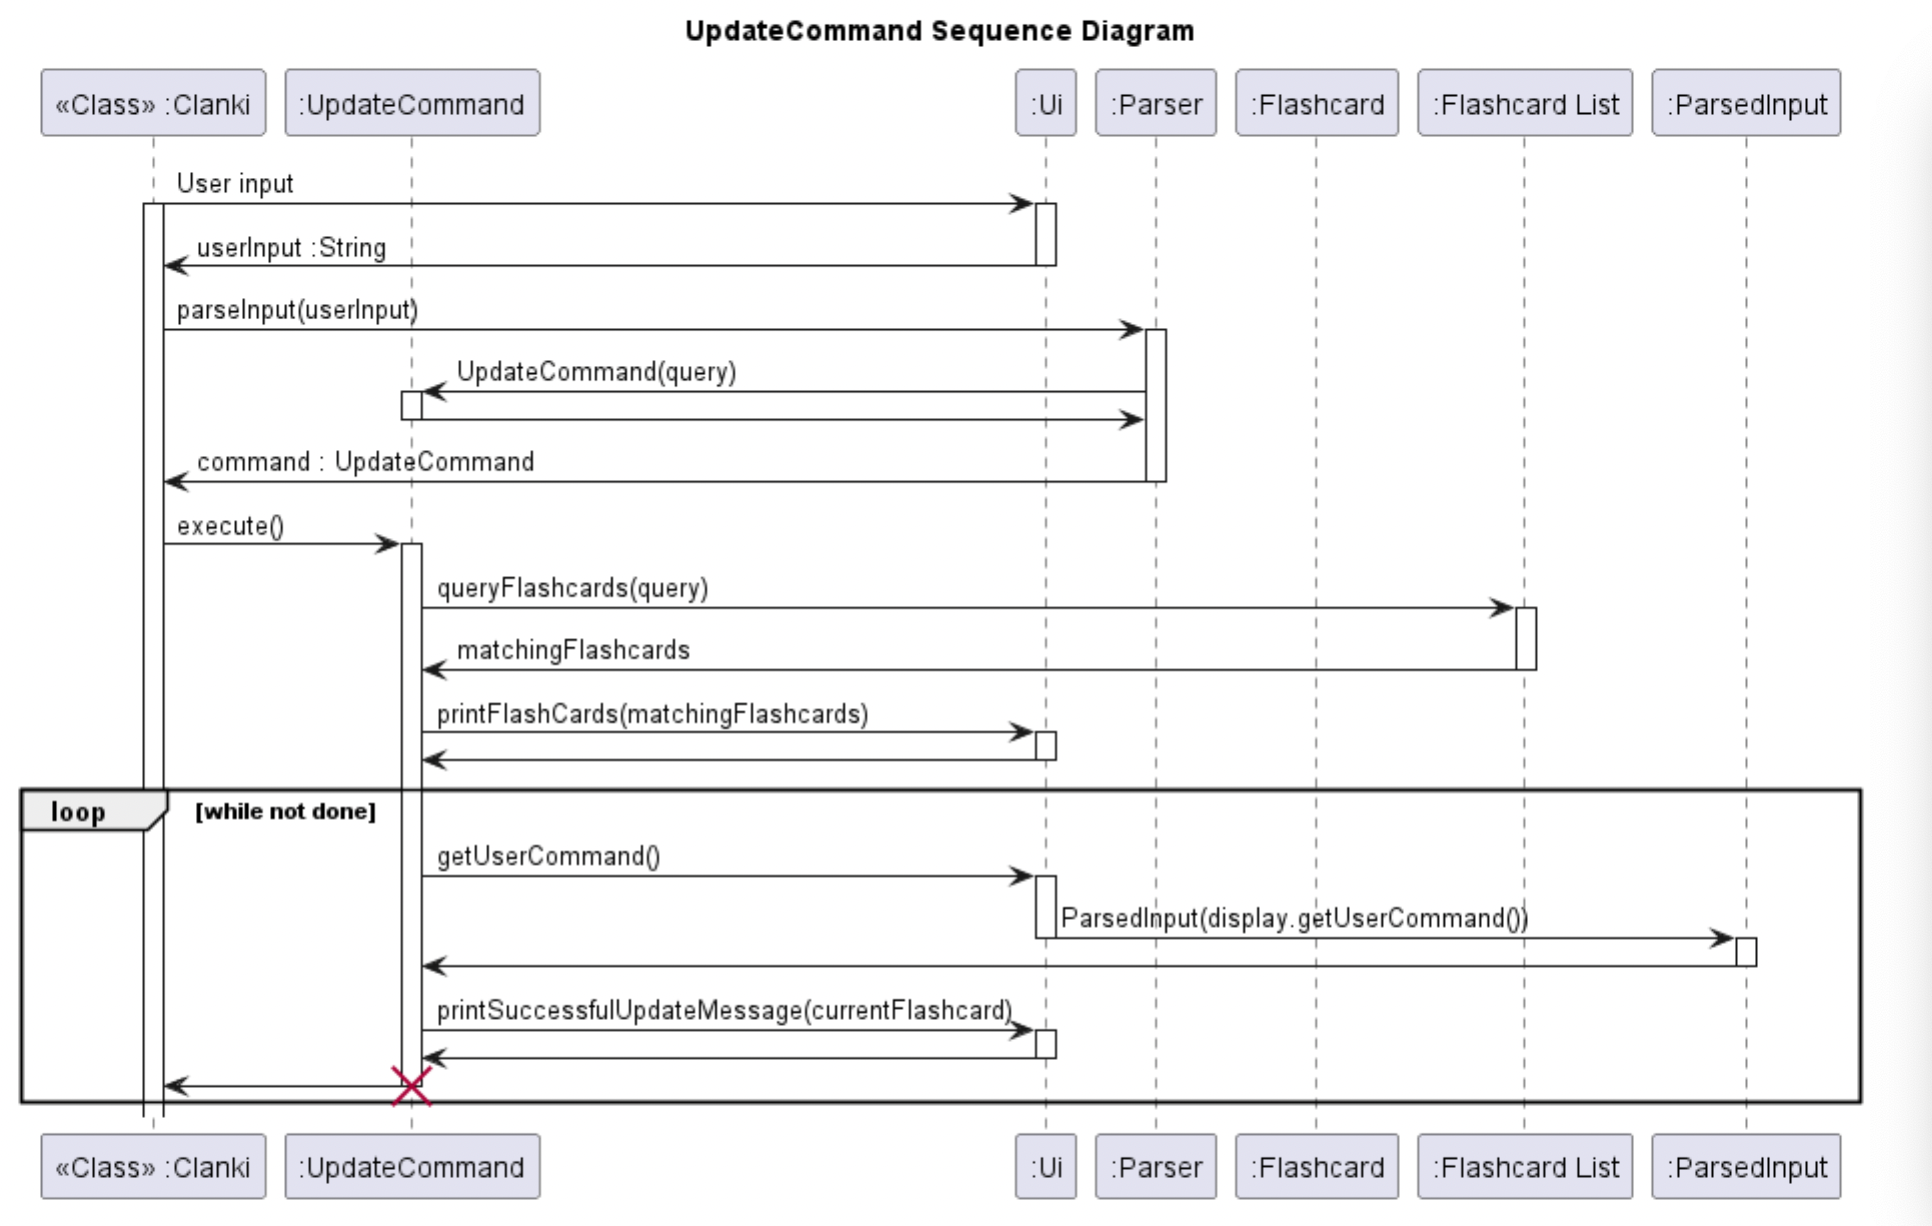 UpdateCommand Sequence Diagram
«Class» :Clanki
:UpdateCommand
:Ui
:Parser
:Flashcard
:Flashcard List
:ParsedInput
User input
userInput :String
parseInput(userInput)
UpdateCommand(query)
command : UpdateCommand
execute()
queryFlashcards(query)
matchingFlashcards
printFlashCards(matchingFlashcards)
loop
[while not done]
getUserCommand()
ParsedInput(display.getUserCommand())
printSuccessfulUpdateMessage(currentFlashcard)
«Class» :Clanki
:UpdateCommand
:Ui
:Parser
:Flashcard
:Flashcard List
:ParsedInput